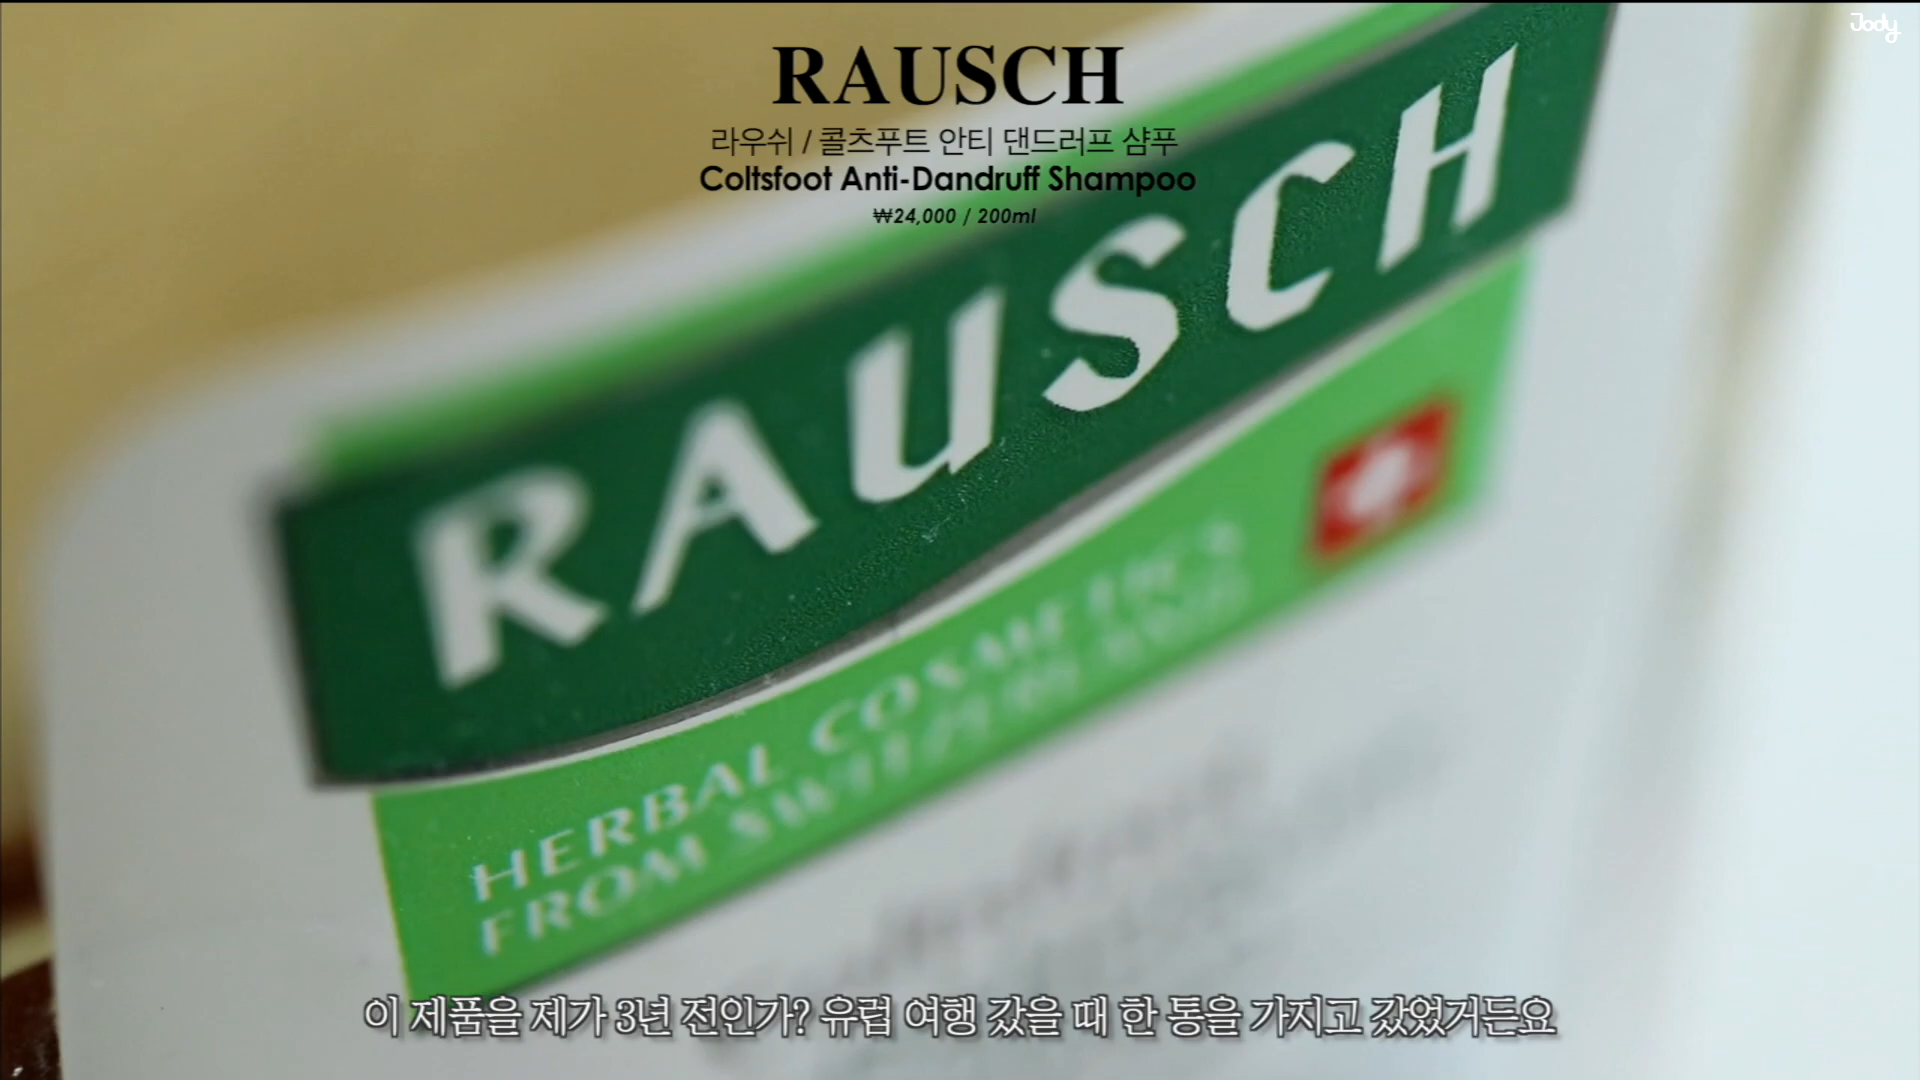 Jody
RAUSCH
라우쉬 / 콜츠푸트 안티 댄드러프 샴푸
Coltsfoot Anti-Dandruff Shampoo
₩24,000 / 200ml
RAUSCH
HERBAL COSMETICS
FROM SWITZERLAND
이 제품을 제가 3년 전인가? 유럽 여행 갔을 때 한 통을 가지고 갔었거든요